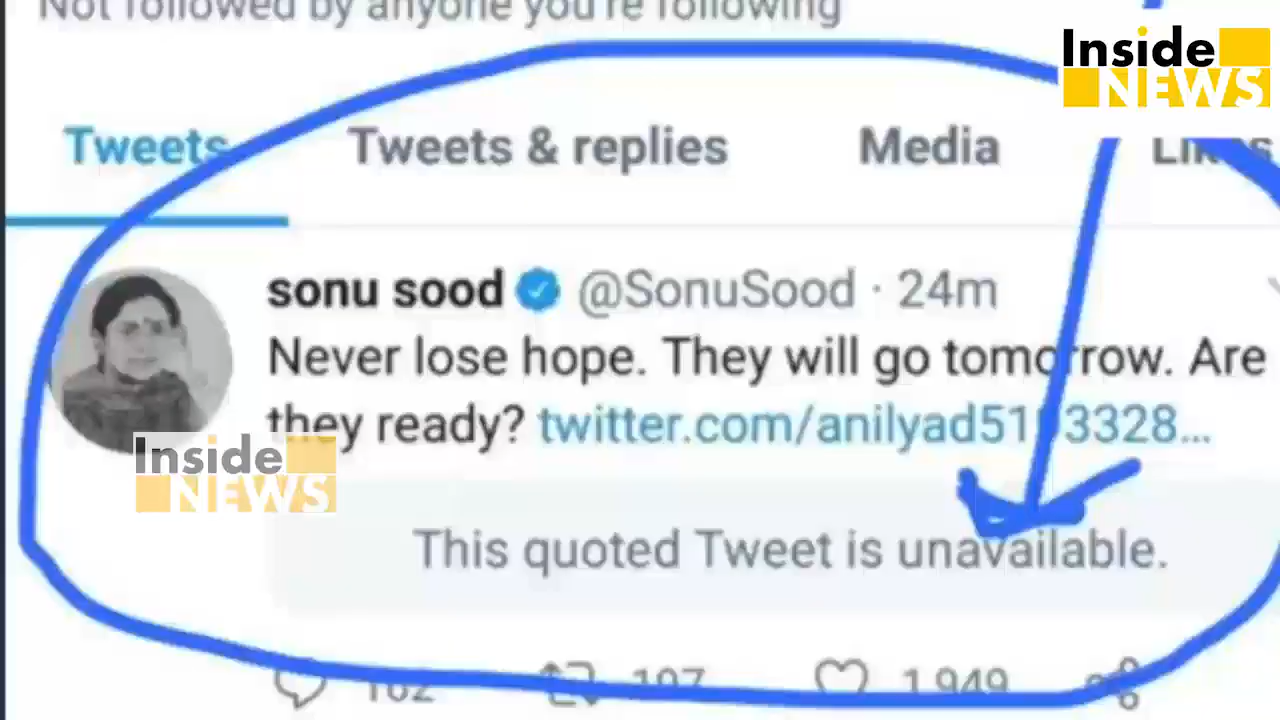 Not followed by anyone you're following
Inside
NEWS
Tweets Tweets & replies Media Likes
sonu sood @SonuSood · 24m
Never lose hope. They will go tomorrow. Are
they ready? twitter.com/anilyad5193328...
Inside
NEWS
This quoted Tweet is unavailable.
162 197 1,949